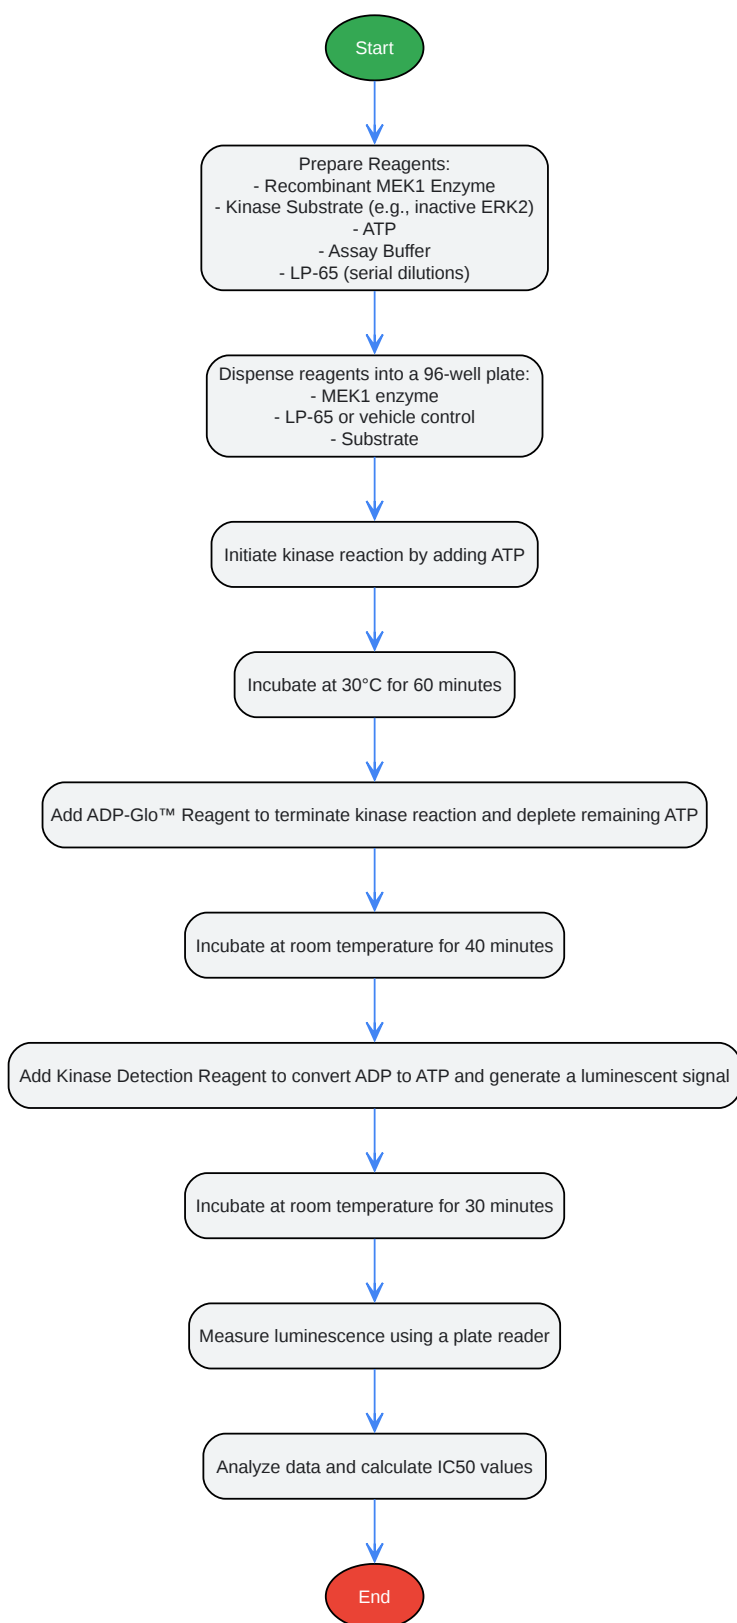 Start
Prepare Reagents:
- Recombinant MEK1 Enzyme
- Kinase Substrate (e.g., inactive ERK2)
- ATP
- Assay Buffer
- LP-65 (serial dilutions)
Dispense reagents into a 96-well plate:
- MEK1 enzyme
- LP-65 or vehicle control
- Substrate
Initiate kinase reaction by adding ATP
Incubate at 30°C for 60 minutes
Add ADP-Glo™ Reagent to terminate kinase reaction and deplete remaining ATP
Incubate at room temperature for 40 minutes
Add Kinase Detection Reagent to convert ADP to ATP and generate a luminescent signal
Incubate at room temperature for 30 minutes
Measure luminescence using a plate reader
Analyze data and calculate IC50 values
End